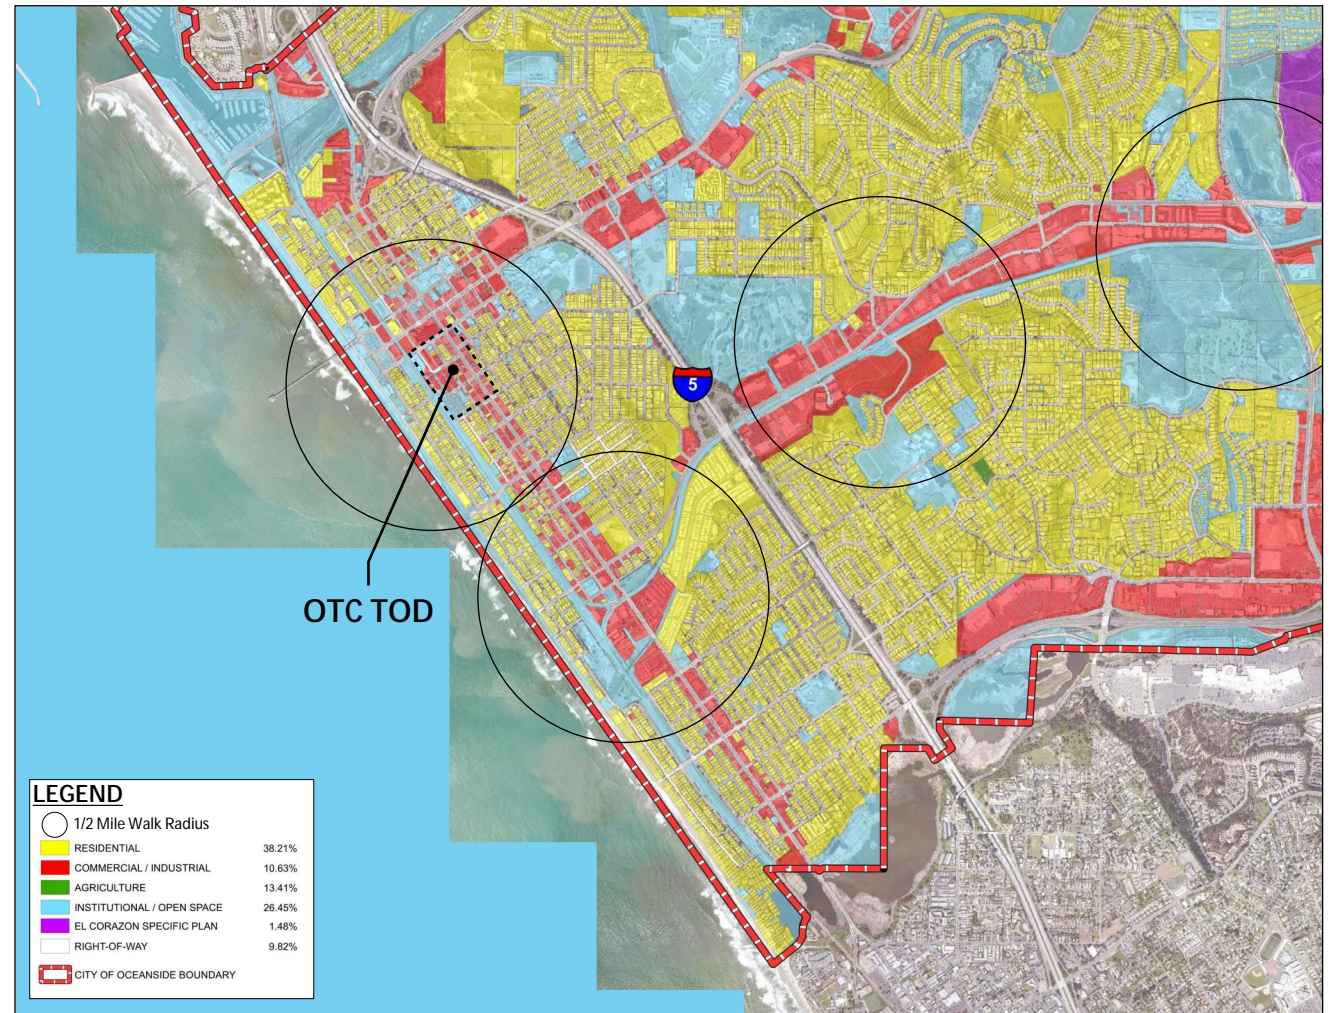 5
OTC TOD
LEGEND
1/2 Mile Walk Radius
RESIDENTIAL 38.21%
COMMERCIAL / INDUSTRIAL 10.63%
AGRICULTURE 13.41%
INSTITUTIONAL / OPEN SPACE 26.45%
EL CORAZON SPECIFIC PLAN 1.48%
RIGHT-OF-WAY 9.82%
CITY OF OCEANSIDE BOUNDARY